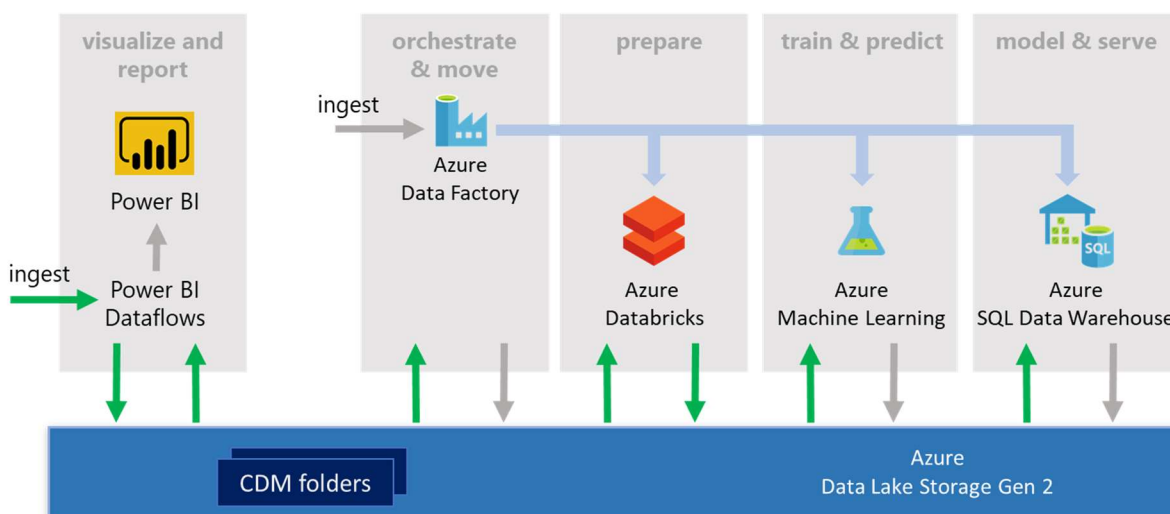 visualize and
report
Power BI
ingest
Power BI
Dataflows
orchestrate
& move
ingest
Azure
Data Factory
prepare
Azure
Databricks
train & predict
Azure
Machine Learning
model & serve
SQL
Azure
SQL Data Warehouse
CDM folders
Azure
Data Lake Storage Gen 2